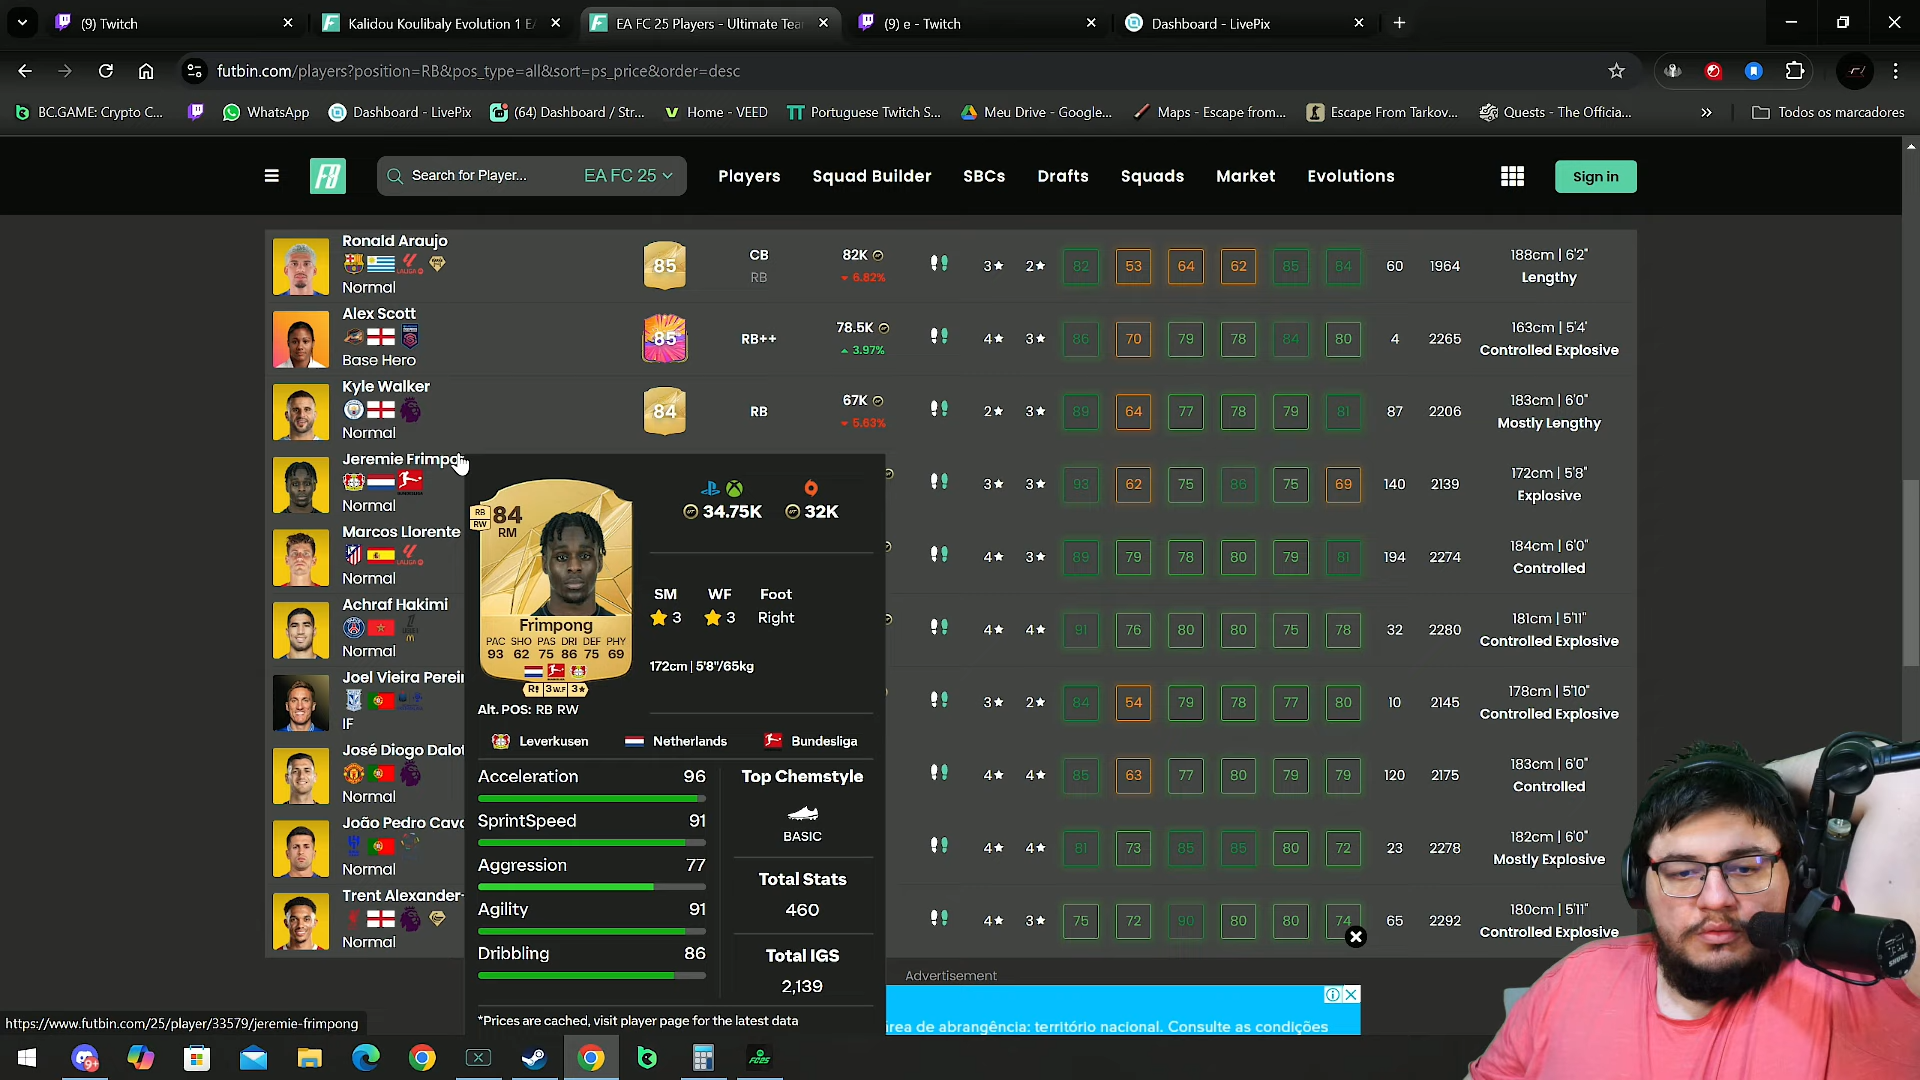 (9) Twitch
Kalidou Koulibaly Evolution 1 EA
EA FC 25 Players - Ultimate Tea
(9) e - Twitch
Dashboard - LivePix
futbin.com/players?position=RB&pos_type=all&sort=ps_price&order=desc
BC.GAME: Crypto C...
WhatsApp
Dashboard - LivePix
(64) Dashboard / Str...
Home - VEED
Portuguese Twitch S...
Meu Drive - Google...
Maps - Escape from...
Escape From Tarkov...
Quests - The Officia...
Todos os marcadores
Search for Player...
EA FC 25
Players
Squad Builder
SBCs
Drafts
Squads
Market
Evolutions
Sign in
Ronald Araujo
Normal
85
CB
RB
82K
6.82%
3★ 2★ 82 53 64 62 85 84 60 1964
188cm | 6'2"
Lengthy
Alex Scott
Base Hero
85
RB++
78.5K
3.97%
4★ 3★ 86 70 79 78 84 80 4 2265
163cm | 5'4"
Controlled Explosive
Kyle Walker
Normal
84
RB
67K
5.63%
2★ 3★ 89 64 77 78 79 81 87 2206
183cm | 6'0"
Mostly Lengthy
Jeremie Frimpo
Normal
3★ 3★ 93 62 75 86 75 69 140 2139
172cm | 5'8"
Explosive
Marcos Llorente
Normal
4★ 3★ 89 79 78 80 79 81 194 2274
184cm | 6'0"
Controlled
Achraf Hakimi
Normal
4★ 4★ 91 76 80 80 75 78 32 2280
181cm | 5'11"
Controlled Explosive
Joel Vieira Perei
IF
3★ 2★ 84 54 79 78 77 80 10 2145
178cm | 5'10"
Controlled Explosive
José Diogo Dalot
Normal
4★ 4★ 85 63 77 80 79 79 120 2175
183cm | 6'0"
Controlled
João Pedro Cava
Normal
4★ 4★ 81 73 85 85 80 72 23 2278
182cm | 6'0"
Mostly Explosive
Trent Alexander-
Normal
4★ 3★ 75 72 90 80 80 74 65 2292
180cm | 5'11"
Controlled Explosive
RB
RW
84
RM
Frimpong
PAC SHO PAS DRI DEF PHY
93 62 75 86 75 69
3W.F 3★
34.75K
32K
SM WF Foot
3 3 Right
172cm | 5'8"/65kg
Alt. POS: RB RW
Leverkusen
Netherlands
Bundesliga
Acceleration 96
SprintSpeed 91
Aggression 77
Agility 91
Dribbling 86
Top Chemstyle
BASIC
Total Stats
460
Total IGS
2,139
*Prices are cached, visit player page for the latest data
Advertisement
área de abrangência: território nacional. Consulte as condições
https://www.futbin.com/25/player/33579/jeremie-frimpong